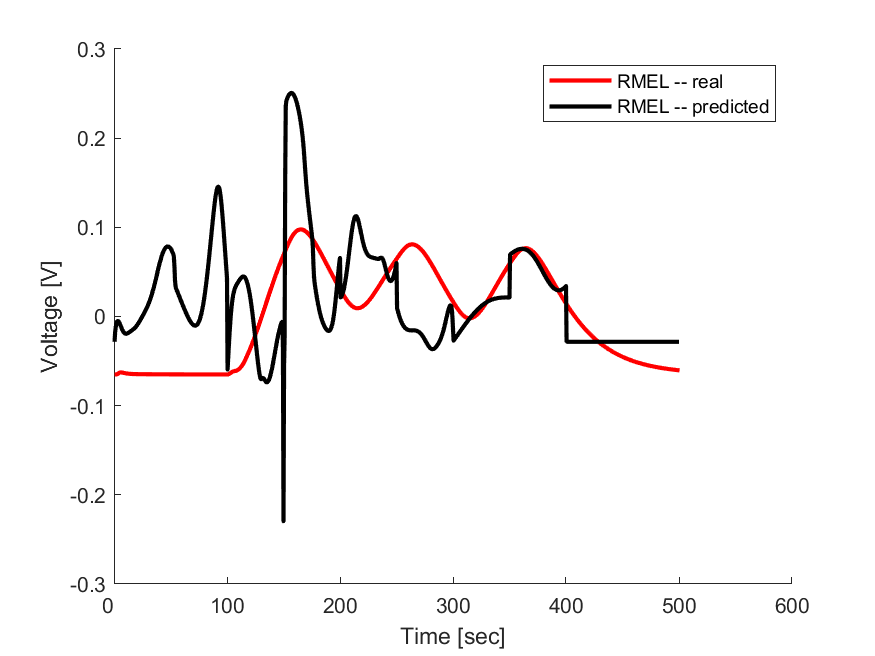 0.3
0.2
0.1
0
-0.1
-0.2
-0.3
Voltage [V]
RMEL -- real
RMEL -- predicted
0 100 200 300 400 500 600
Time [sec]